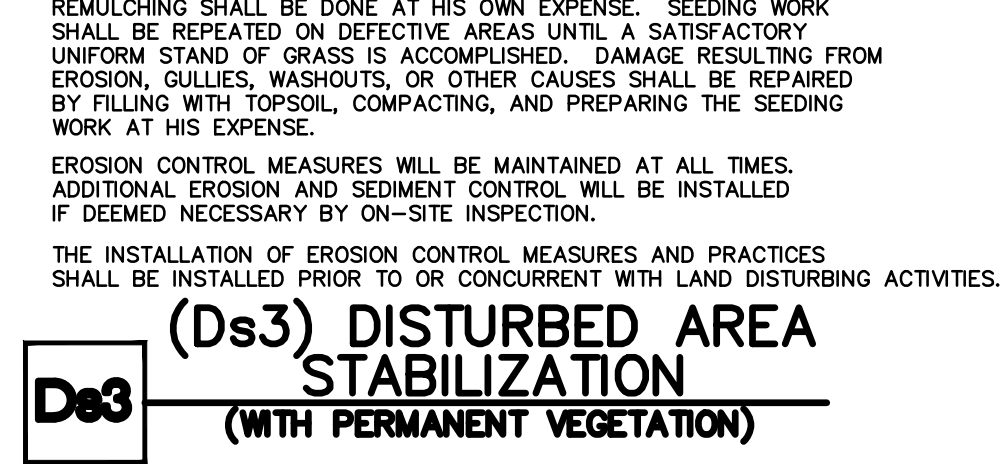 REMULCHING SHALL BE DONE AT HIS OWN EXPENSE. SEEDING WORK
SHALL BE REPEATED ON DEFECTIVE AREAS UNTIL A SATISFACTORY
UNIFORM STAND OF GRASS IS ACCOMPLISHED. DAMAGE RESULTING FROM
EROSION, GULLIES, WASHOUTS, OR OTHER CAUSES SHALL BE REPAIRED
BY FILLING WITH TOPSOIL, COMPACTING, AND PREPARING THE SEEDING
WORK AT HIS EXPENSE.
EROSION CONTROL MEASURES WILL BE MAINTAINED AT ALL TIMES.
ADDITIONAL EROSION AND SEDIMENT CONTROL WILL BE INSTALLED
IF DEEMED NECESSARY BY ON–SITE INSPECTION.
THE INSTALLATION OF EROSION CONTROL MEASURES AND PRACTICES
SHALL BE INSTALLED PRIOR TO OR CONCURRENT WITH LAND DISTURBING ACTIVITIES.
(Ds3) DISTURBED AREA
STABILIZATION
Ds3
(WITH PERMANENT VEGETATION)